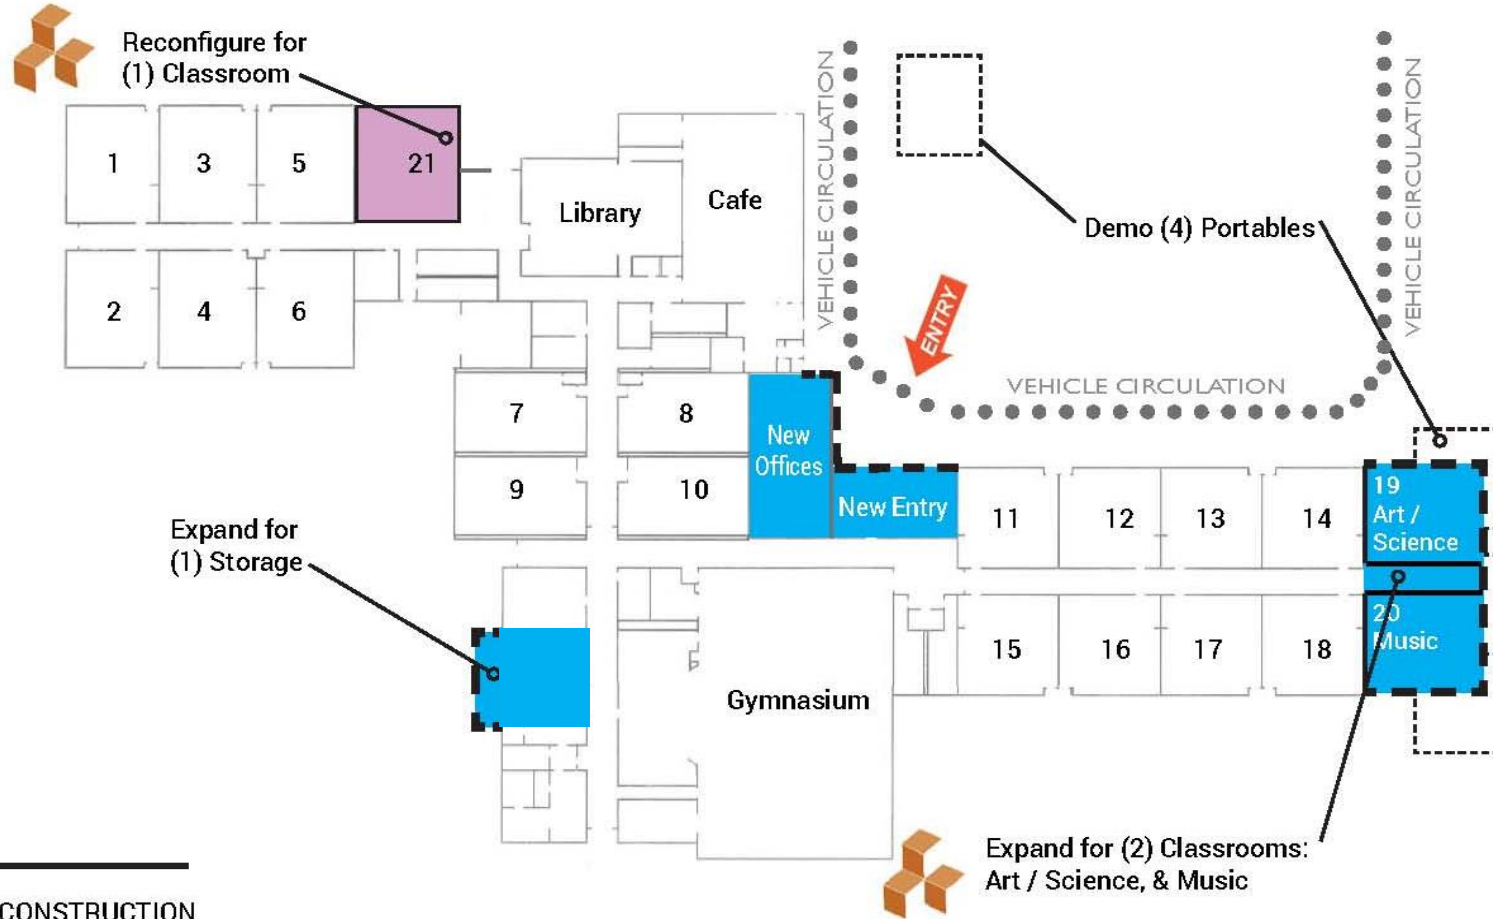 Reconfigure for
(1) Classroom
1
3
5
21
Library
Cafe
VEHICLE CIRCULATION
VEHICLE CIRCULATION
Demo (4) Portables
2
4
6
ENTRY
VEHICLE CIRCULATION
7
8
New
Offices
9
10
New Entry
11
12
13
14
19
Art /
Science
Expand for
(1) Storage
15
16
17
18
20
Music
Gymnasium
Expand for (2) Classrooms:
Art / Science, & Music
CONSTRUCTION